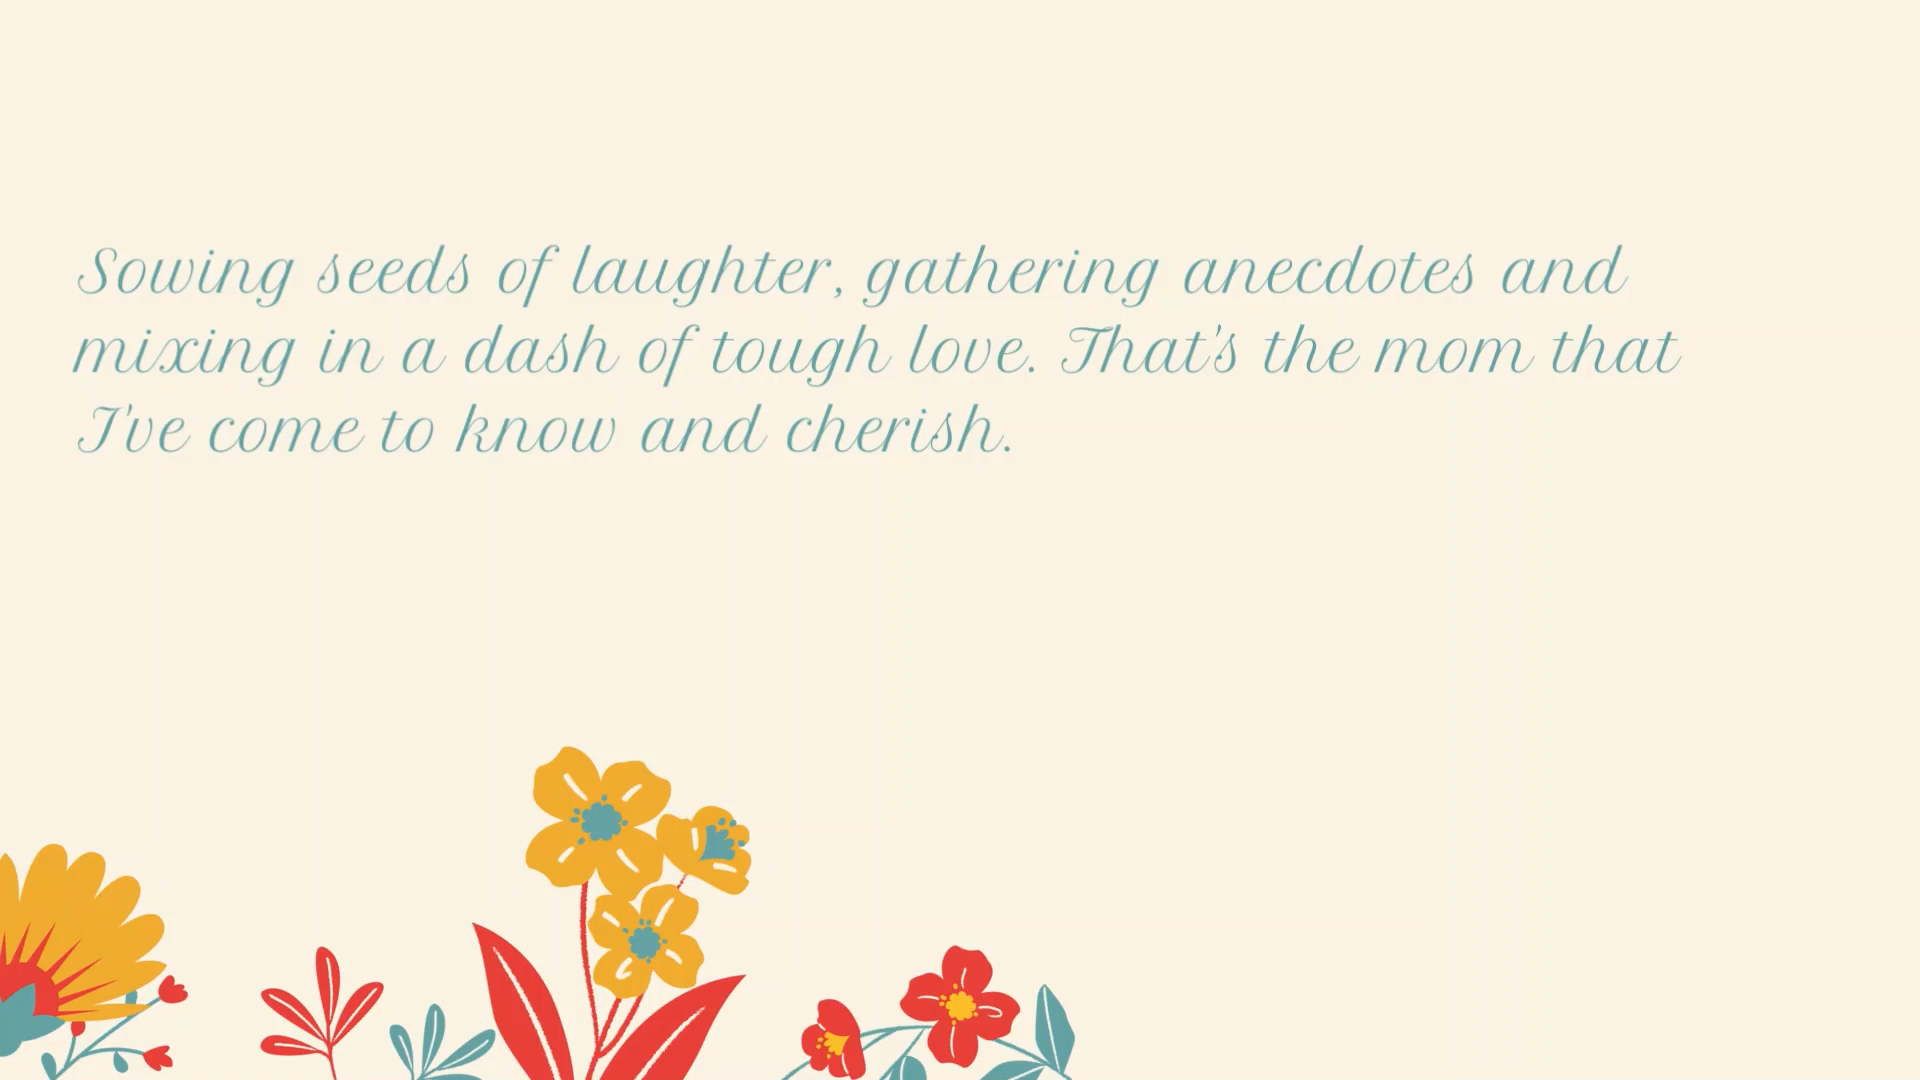 Sowing seeds of laughter, gathering anecdotes and
mixing in a dash of tough love. That's the mom that
I've come to know and cherish.